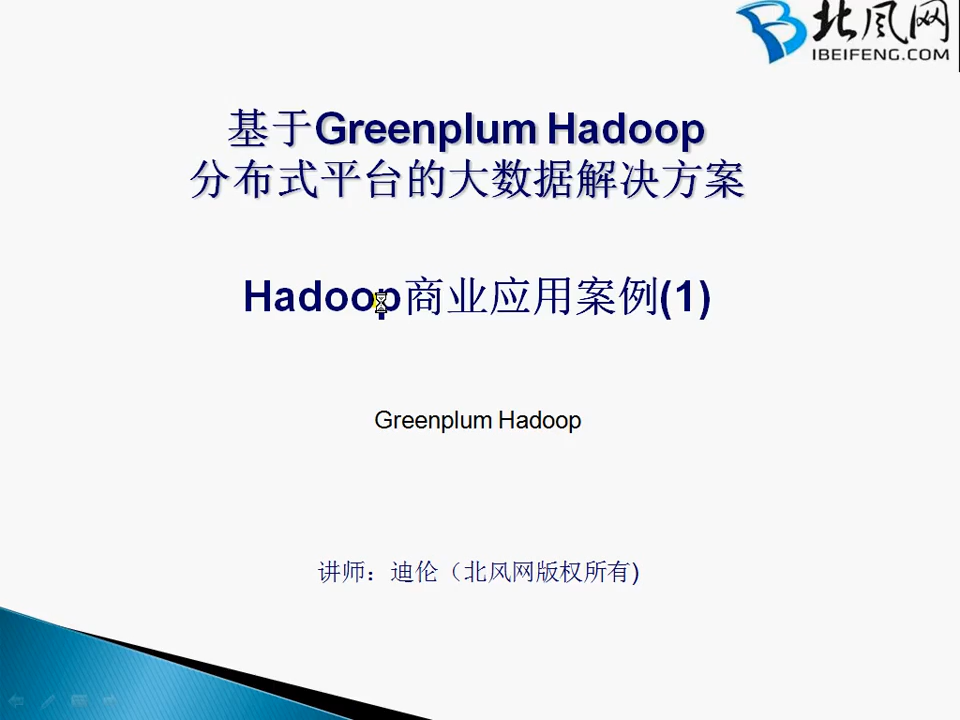 北风网
IBEIFENG.COM
基于Greenplum Hadoop
分布式平台的大数据解决方案
Hadoop商业应用案例(1)
Greenplum Hadoop
讲师：迪伦（北风网版权所有)